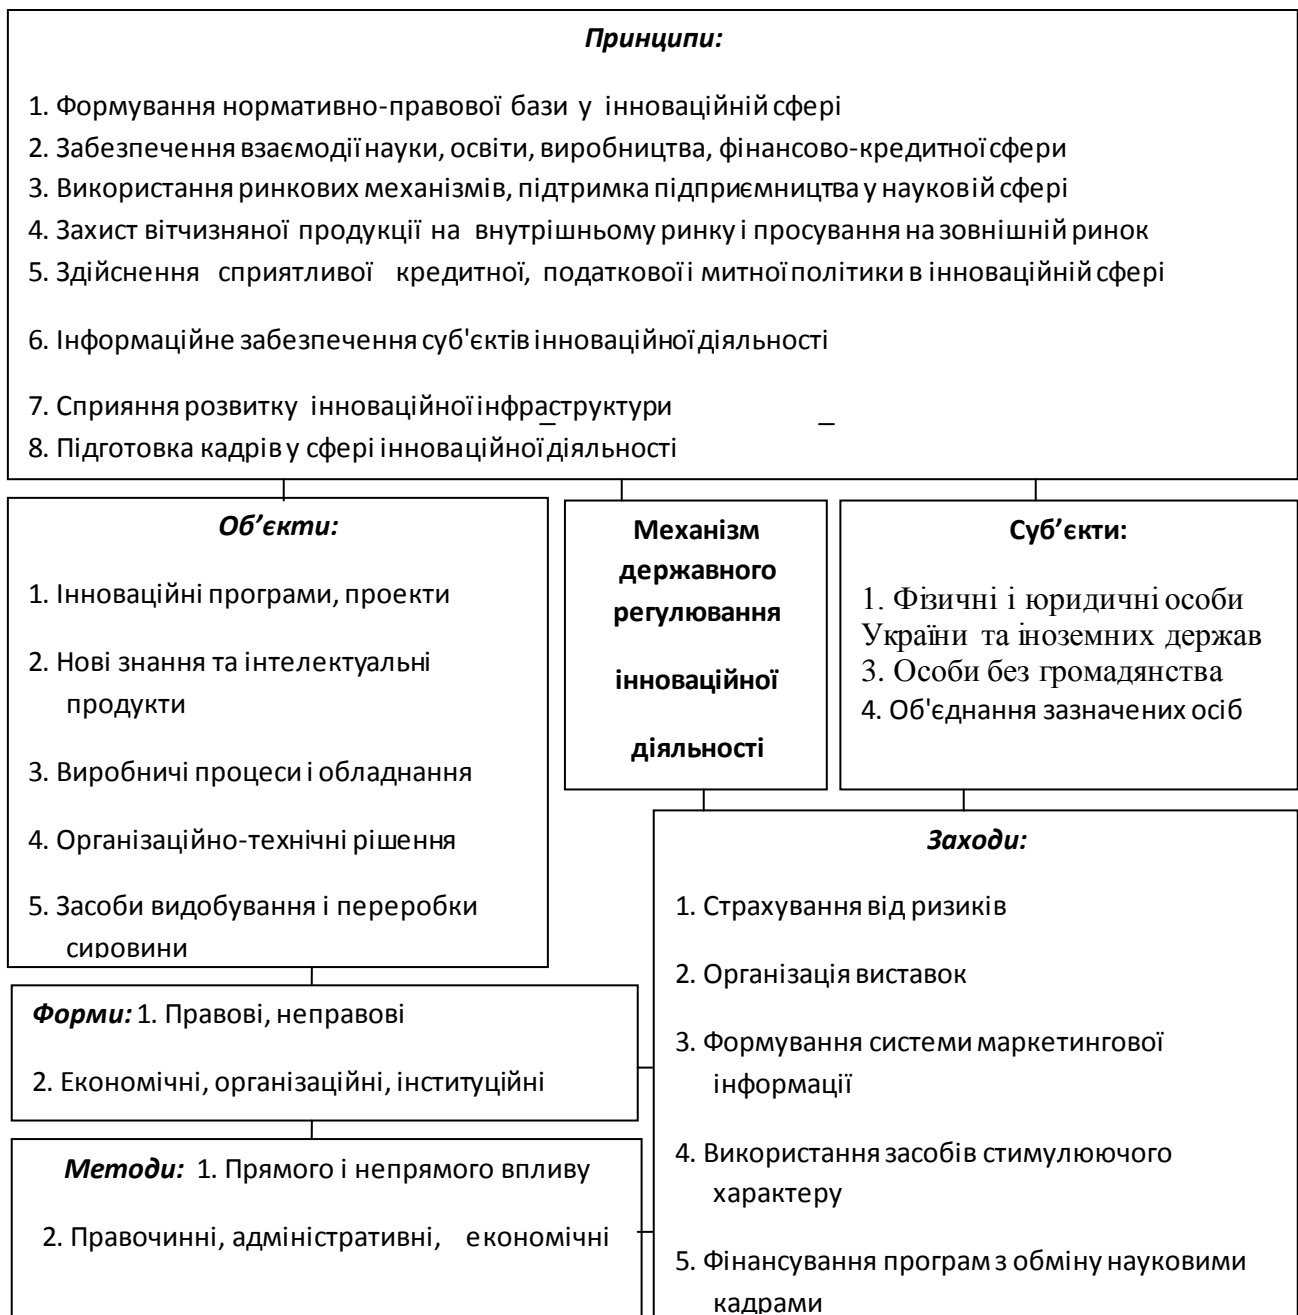 Принципи:
1. Формування нормативно-правової бази у інноваційній сфері
2. Забезпечення взаємодії науки, освіти, виробництва, фінансово-кредитної сфери
3. Використання ринкових механізмів, підтримка підприємництва у науковій сфері
4. Захист вітчизняної продукції на внутрішньому ринку і просування на зовнішній ринок
5. Здійснення сприятливої кредитної, податкової і митної політики в інноваційній сфері
6. Інформаційне забезпечення суб'єктів інноваційної діяльності
7. Сприяння розвитку інноваційної інфраструктури
8. Підготовка кадрів у сфері інноваційної діяльності
Об’єкти:
1. Інноваційні програми, проекти
2. Нові знання та інтелектуальні
продукти
3. Виробничі процеси і обладнання
4. Організаційно-технічні рішення
5. Засоби видобування і переробки
сировини
Механізм
державного
регулювання
інноваційної
діяльності
Суб’єкти:
1. Фізичні і юридичні особи
України та іноземних держав
3. Особи без громадянства
4. Об'єднання зазначених осіб
Форми: 1. Правові, неправові
2. Економічні, організаційні, інституційні
Методи: 1. Прямого і непрямого впливу
2. Правочинні, адміністративні, економічні
Заходи:
1. Страхування від ризиків
2. Організація виставок
3. Формування системи маркетингової
інформації
4. Використання засобів стимулюючого
характеру
5. Фінансування програм з обміну науковими
кадрами